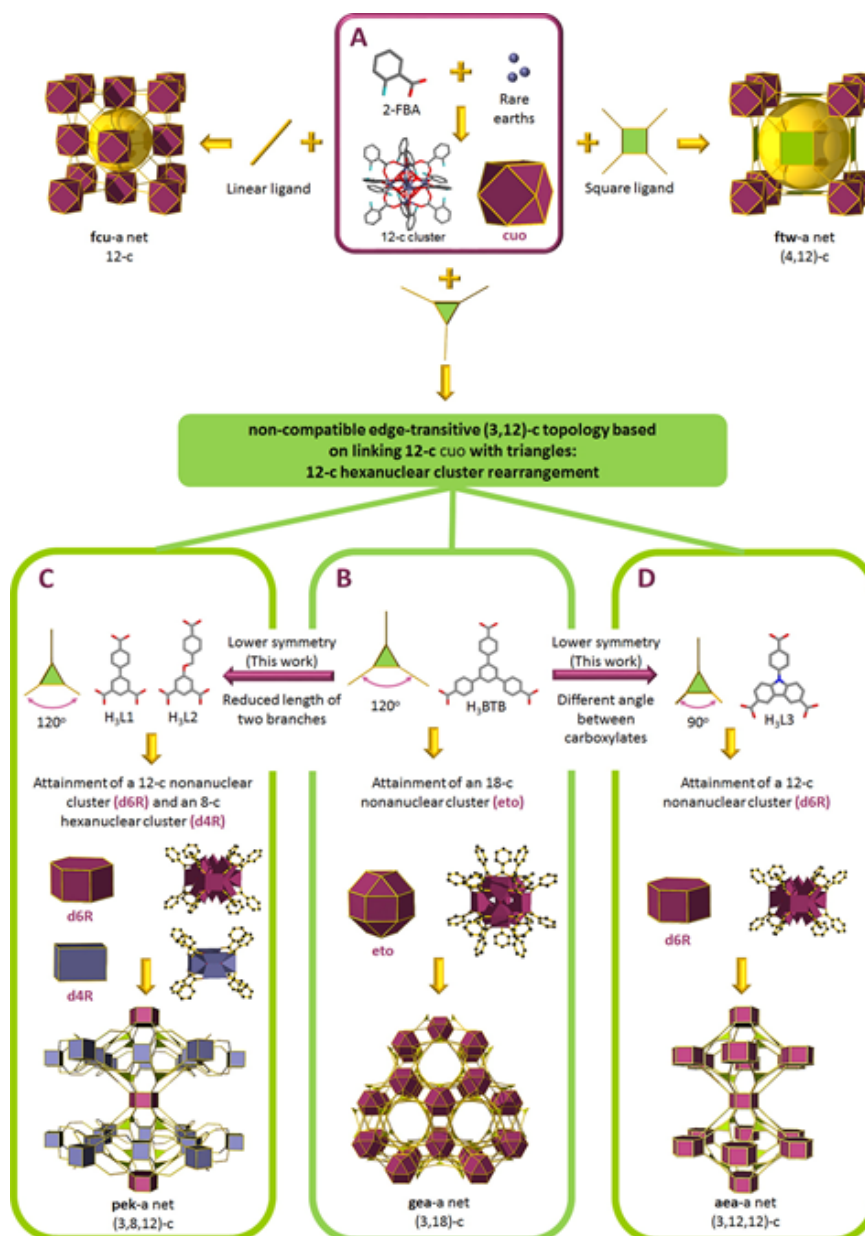 A
2-FBA
Rare
earths
12-c cluster
cuo
Linear ligand
Square ligand
fcu-a net
12-c
ftw-a net
(4,12)-c
non-compatible edge-transitive (3,12)-c topology based
on linking 12-c cuo with triangles:
12-c hexanuclear cluster rearrangement
C
120°
H₃L1
H₃L2
Attainment of a 12-c nonanuclear
cluster (d6R) and an 8-c
hexanuclear cluster (d4R)
d6R
d4R
pek-a net
(3,8,12)-c
Lower symmetry
(This work)
Reduced length of
two branches
B
120°
H₃BTB
Attainment of an 18-c
nonanuclear cluster (eto)
eto
gea-a net
(3,18)-c
Lower symmetry
(This work)
Different angle
between
carboxylates
D
90°
N
H₃L3
Attainment of a 12-c
nonanuclear cluster (d6R)
d6R
aea-a net
(3,12,12)-c